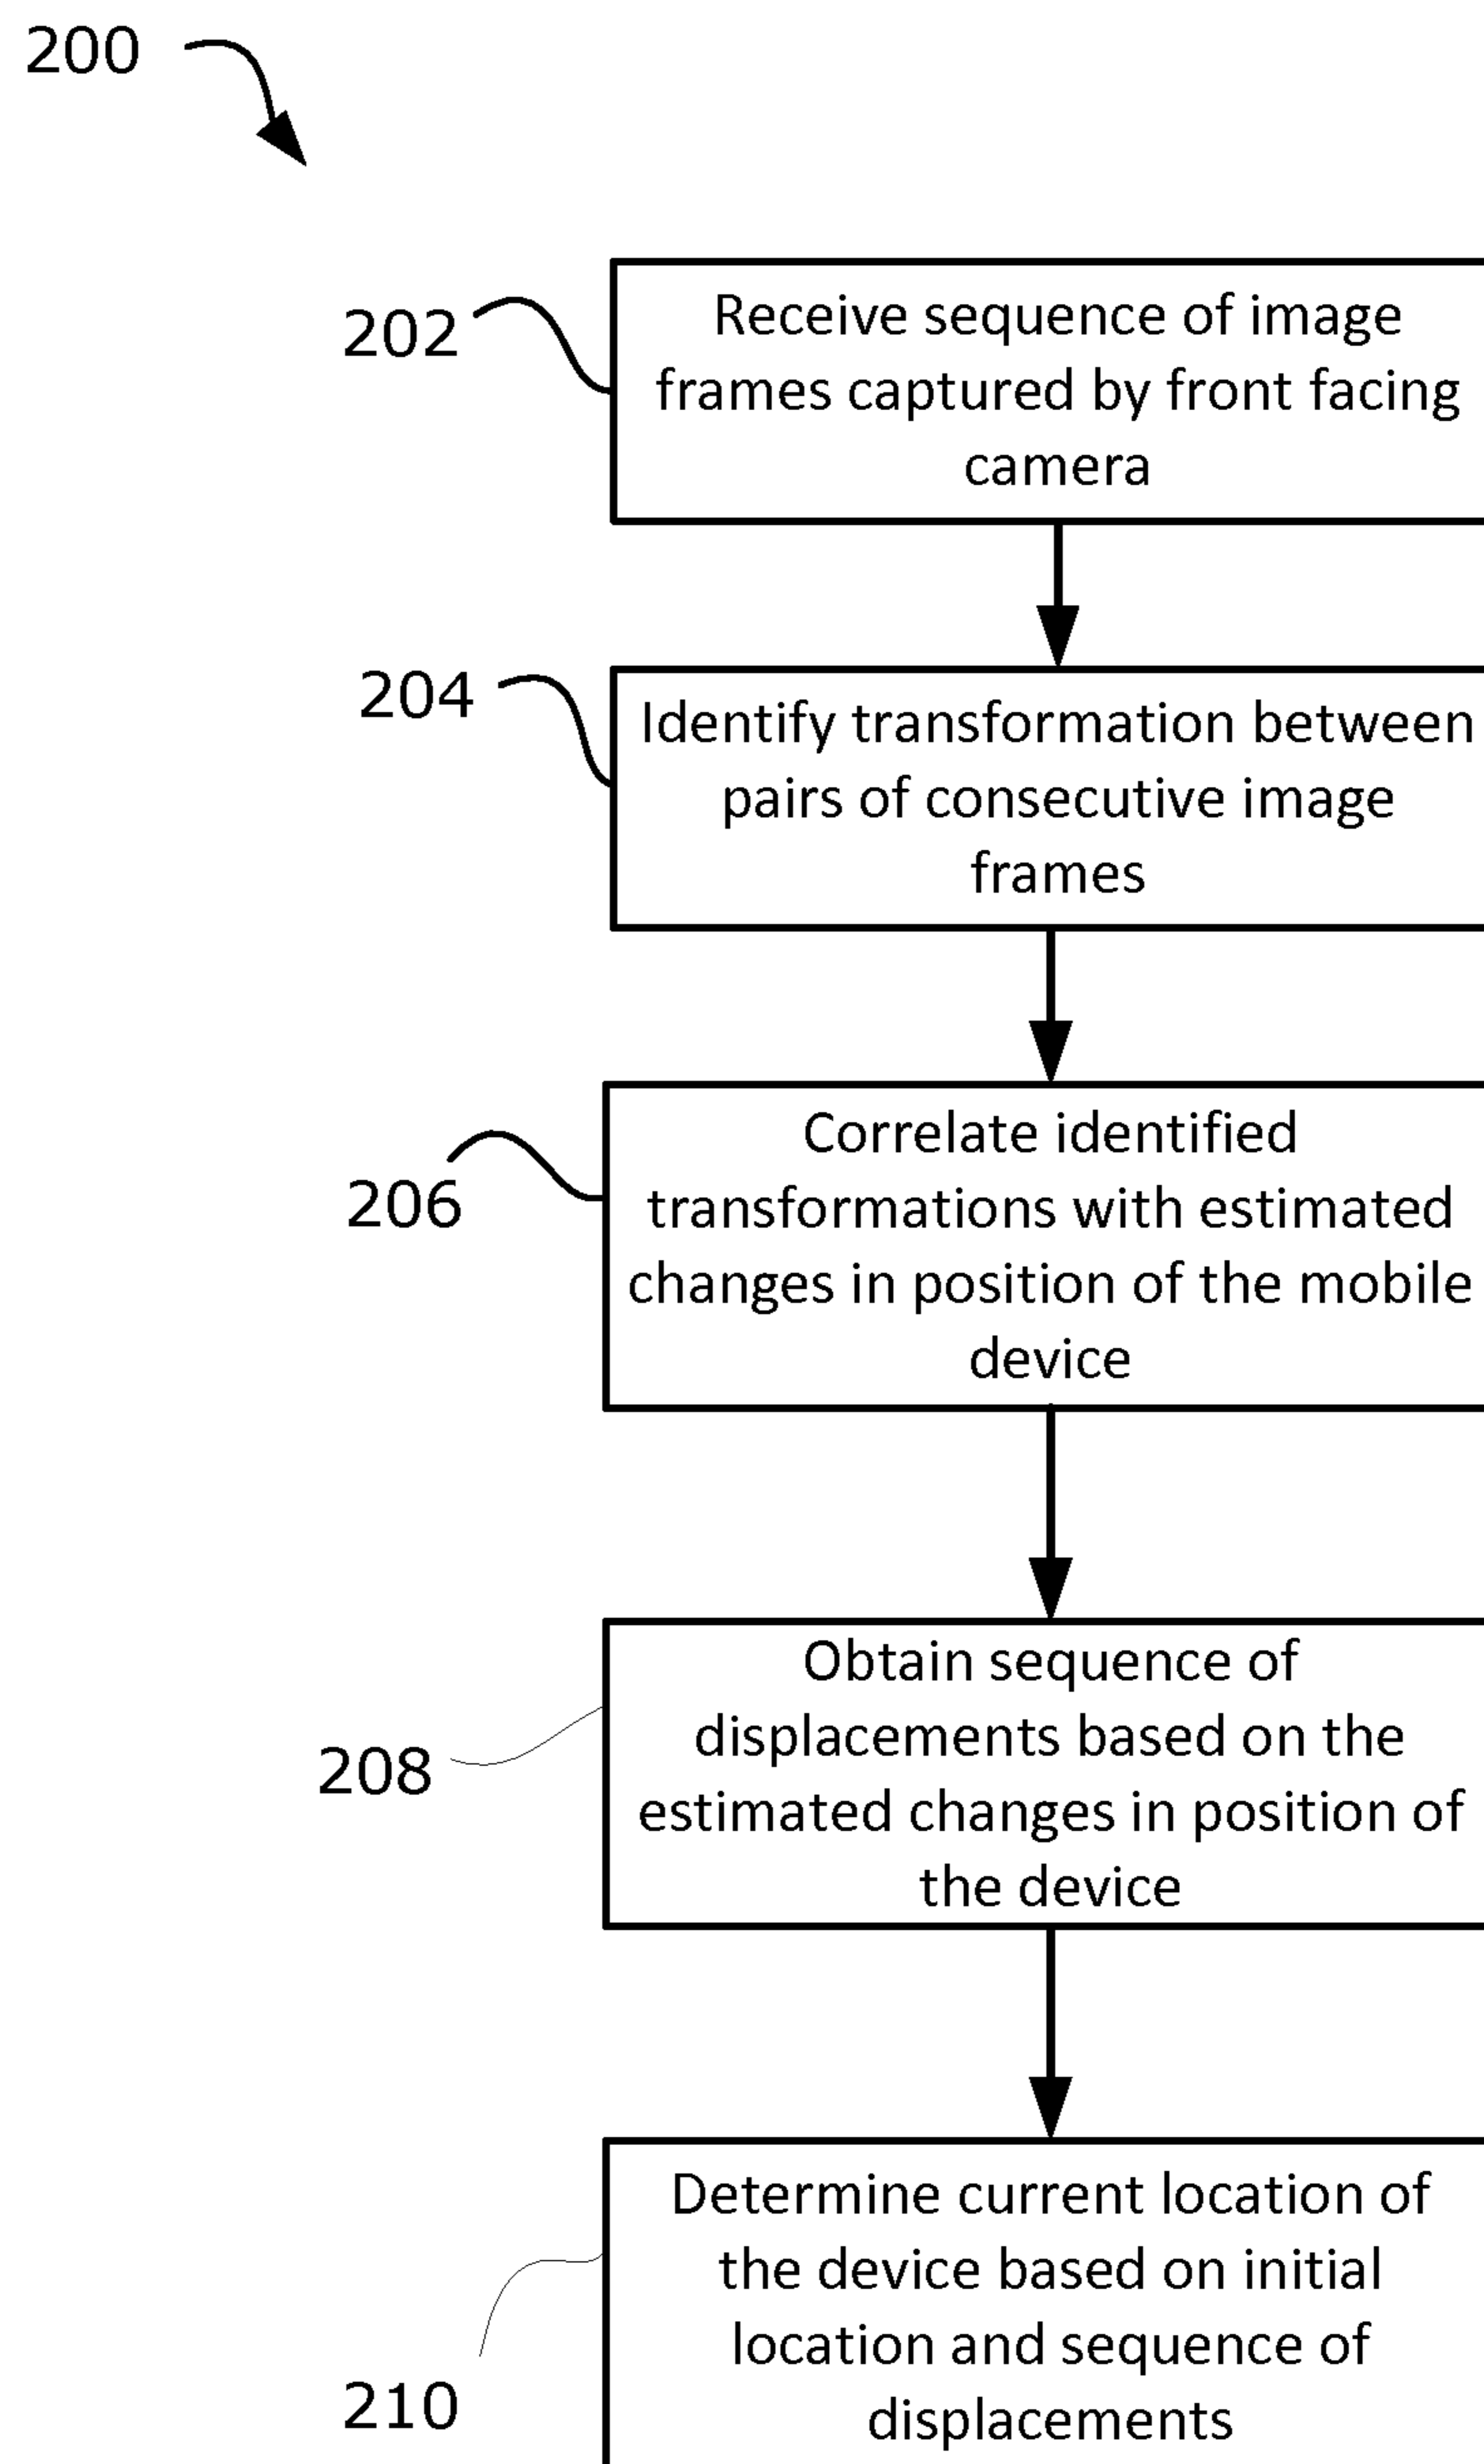 200
202
Receive sequence of image
frames captured by front facing
camera
204
Identify transformation between
pairs of consecutive image
frames
206
Correlate identified
transformations with estimated
changes in position of the mobile
device
208
Obtain sequence of
displacements based on the
estimated changes in position of
the device
210
Determine current location of
the device based on initial
location and sequence of
displacements